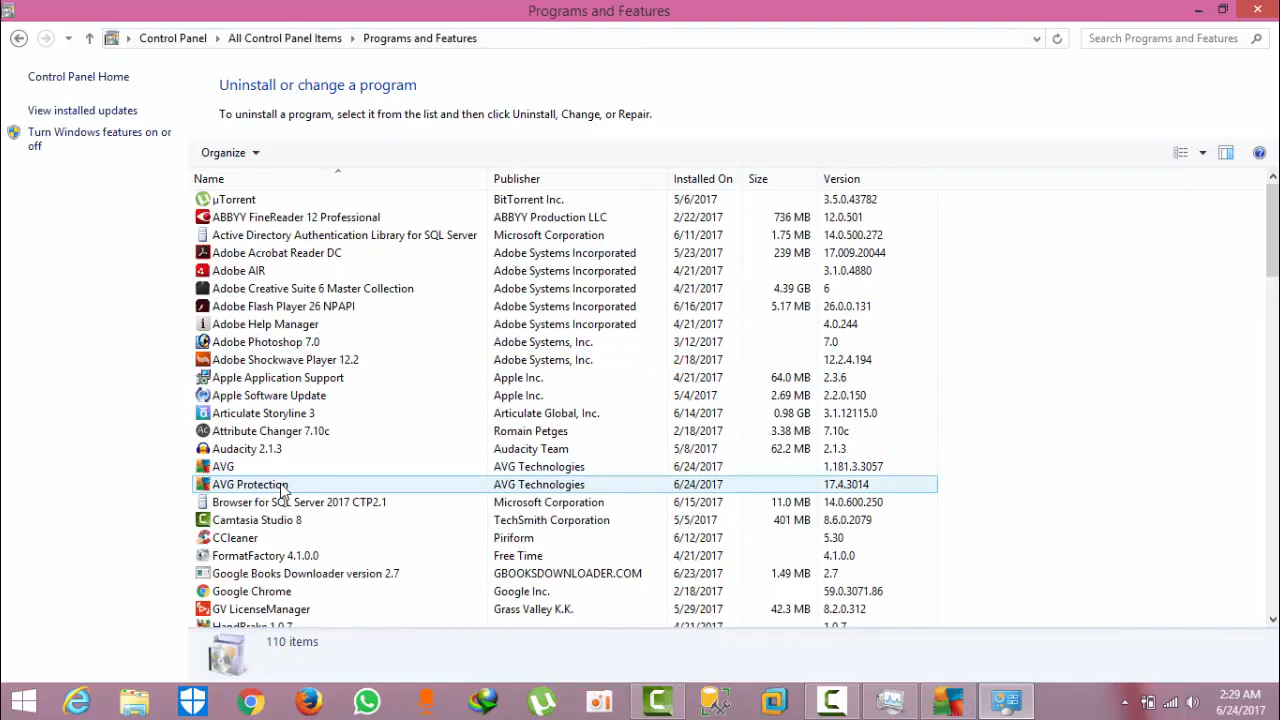 Programs and Features
Control Panel All Control Panel Items Programs and Features Search Programs and Features
Control Panel Home
View installed updates
Turn Windows features on or off
Uninstall or change a program
To uninstall a program, select it from the list and then click Uninstall, Change, or Repair.
Organize
Name Publisher Installed On Size Version
µTorrent BitTorrent Inc. 5/6/2017 3.5.0.43782
ABBYY FineReader 12 Professional ABBYY Production LLC 2/22/2017 736 MB 12.0.501
Active Directory Authentication Library for SQL Server Microsoft Corporation 6/11/2017 1.75 MB 14.0.500.272
Adobe Acrobat Reader DC Adobe Systems Incorporated 5/23/2017 239 MB 17.009.20044
Adobe AIR Adobe Systems Incorporated 4/21/2017 3.1.0.4880
Adobe Creative Suite 6 Master Collection Adobe Systems Incorporated 4/21/2017 4.39 GB 6
Adobe Flash Player 26 NPAPI Adobe Systems Incorporated 6/16/2017 5.17 MB 26.0.0.131
Adobe Help Manager Adobe Systems Incorporated 4/21/2017 4.0.244
Adobe Photoshop 7.0 Adobe Systems, Inc. 3/12/2017 7.0
Adobe Shockwave Player 12.2 Adobe Systems, Inc. 2/18/2017 12.2.4.194
Apple Application Support Apple Inc. 4/21/2017 64.0 MB 2.3.6
Apple Software Update Apple Inc. 5/4/2017 2.69 MB 2.2.0.150
Articulate Storyline 3 Articulate Global, Inc. 6/14/2017 0.98 GB 3.1.12115.0
Attribute Changer 7.10c Romain Petges 2/18/2017 3.38 MB 7.10c
Audacity 2.1.3 Audacity Team 5/8/2017 62.2 MB 2.1.3
AVG AVG Technologies 6/24/2017 1.181.3.3057
AVG Protection AVG Technologies 6/24/2017 17.4.3014
Browser for SQL Server 2017 CTP2.1 Microsoft Corporation 6/15/2017 11.0 MB 14.0.600.250
Camtasia Studio 8 TechSmith Corporation 5/5/2017 401 MB 8.6.0.2079
CCleaner Piriform 6/12/2017 5.30
FormatFactory 4.1.0.0 Free Time 4/21/2017 4.1.0.0
Google Books Downloader version 2.7 GBOOKSDOWNLOADER.COM 6/23/2017 1.49 MB 2.7
Google Chrome Google Inc. 2/18/2017 59.0.3071.86
GV LicenseManager Grass Valley K.K. 5/29/2017 42.3 MB 8.2.0.312
HandBrake 1.0.7 4/21/2017 1.0.7
110 items
2:29 AM
6/24/2017